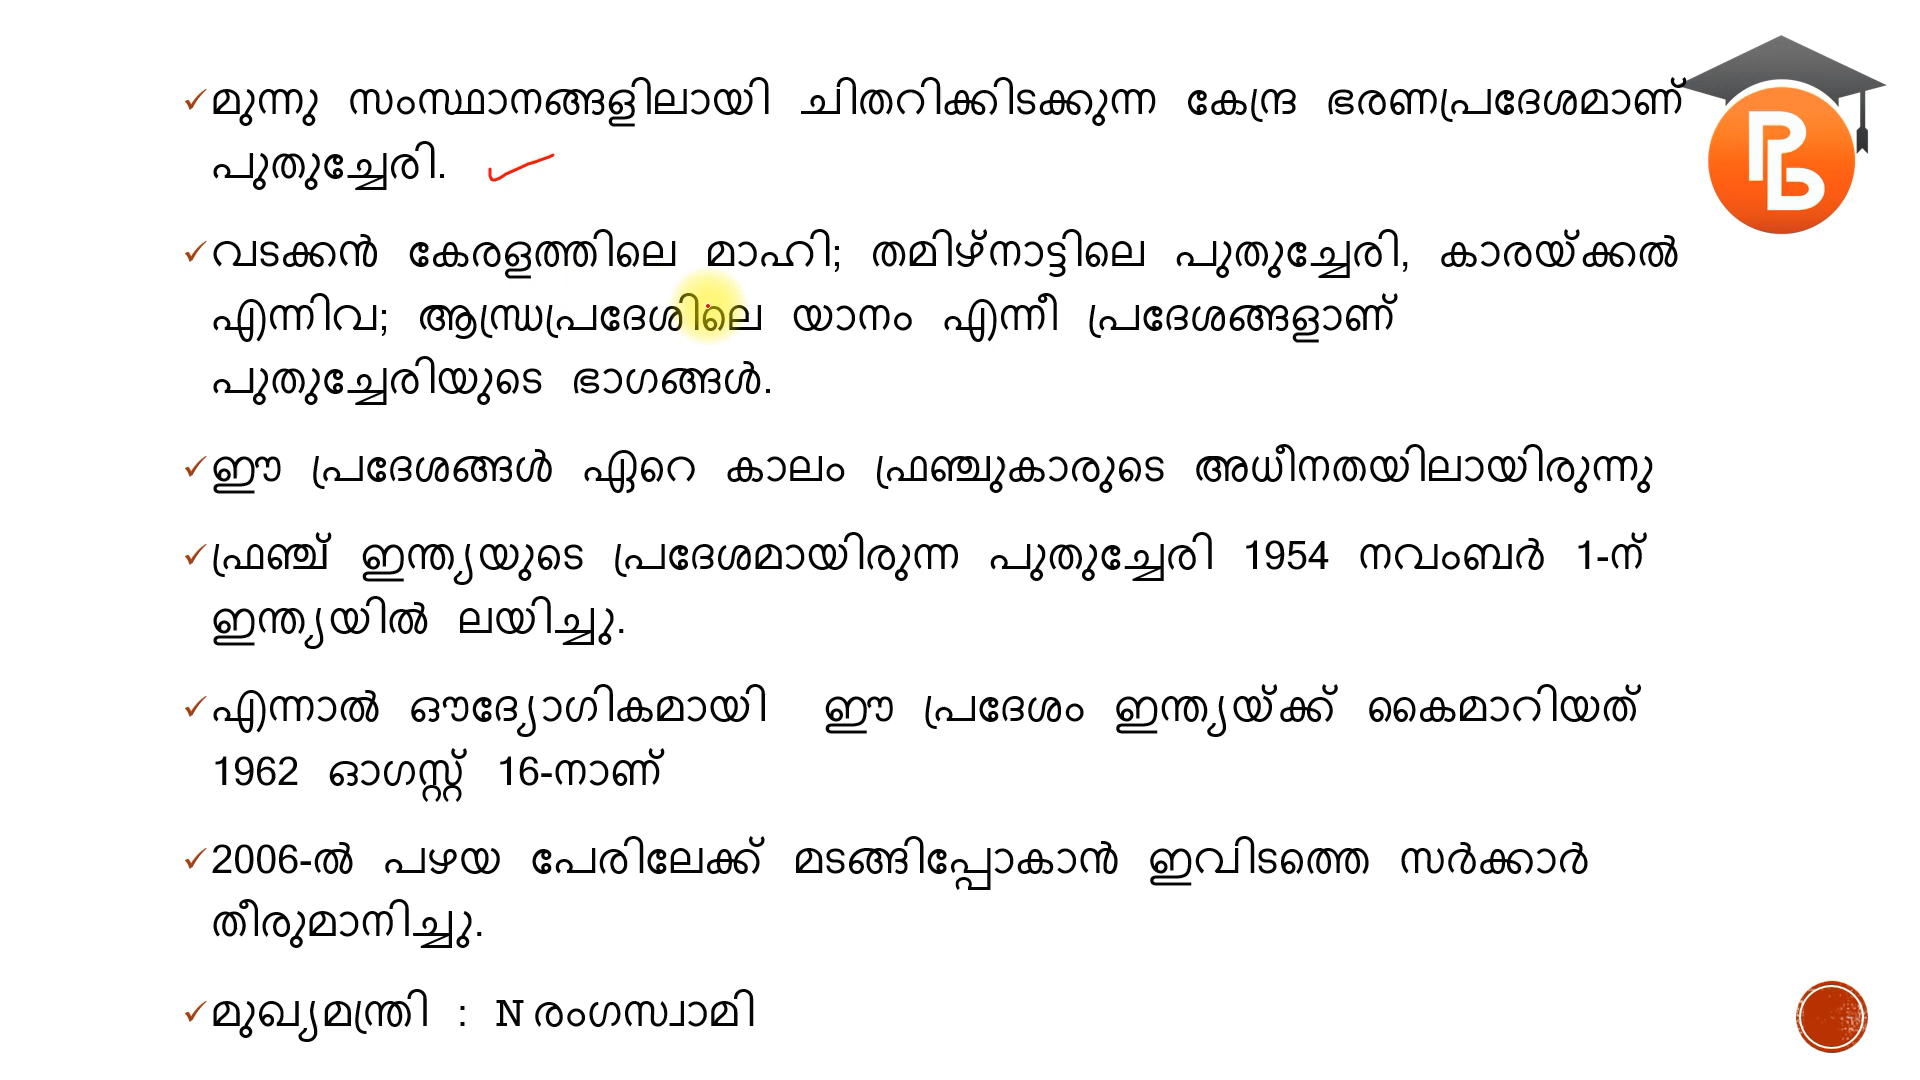 മുന്നു സംസ്ഥാനങ്ങളിലായി ചിതറിക്കിടക്കുന്ന കേന്ദ്ര ഭരണപ്രദേശമാണ്
പുതുച്ചേരി.
വടക്കൻ കേരളത്തിലെ മാഹി; തമിഴ്നാട്ടിലെ പുതുച്ചേരി, കാരയ്ക്കൽ
എന്നിവ; ആന്ധ്രപ്രദേശിലെ യാനം എന്നീ പ്രദേശങ്ങളാണ്
പുതുച്ചേരിയുടെ ഭാഗങ്ങൾ.
ഈ പ്രദേശങ്ങൾ ഏറെ കാലം ഫ്രഞ്ചുകാരുടെ അധീനതയിലായിരുന്നു
ഫ്രഞ്ച് ഇന്ത്യയുടെ പ്രദേശമായിരുന്ന പുതുച്ചേരി 1954 നവംബർ 1-ന്
ഇന്ത്യയിൽ ലയിച്ചു.
എന്നാൽ ഔദ്യോഗികമായി ഈ പ്രദേശം ഇന്ത്യയ്ക്ക് കൈമാറിയത്
1962 ഓഗസ്റ്റ് 16-നാണ്
2006-ൽ പഴയ പേരിലേക്ക് മടങ്ങിപ്പോകാൻ ഇവിടത്തെ സർക്കാർ
തീരുമാനിച്ചു.
മുഖ്യമന്ത്രി : N രംഗസ്വാമി